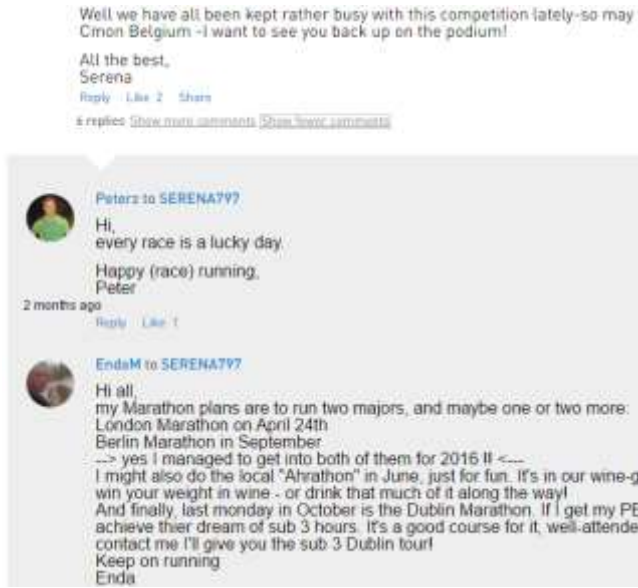 Well we have all been kept rather busy with this competition lately-so may
Cmon Belgium -I want to see you back up on the podium!
All the best,
Serena
Reply Like 2 Share
6 replies Show more comments Show fewer comments
Peterz to SERENA797
Hi,
every race is a lucky day.
Happy (race) running,
Peter
2 months ago
Reply Like 1
EndaM to SERENA797
Hi all,
my Marathon plans are to run two majors, and maybe one or two more:
London Marathon on April 24th
Berlin Marathon in September
--> yes I managed to get into both of them for 2016 !! <---
I might also do the local "Ahrathon" in June, just for fun. It's in our wine-g
win your weight in wine - or drink that much of it along the way!
And finally, last monday in October is the Dublin Marathon. If I get my PE
achieve thier dream of sub 3 hours. It's a good course for it, well-attende
contact me I'll give you the sub 3 Dublin tour!
Keep on running
Enda